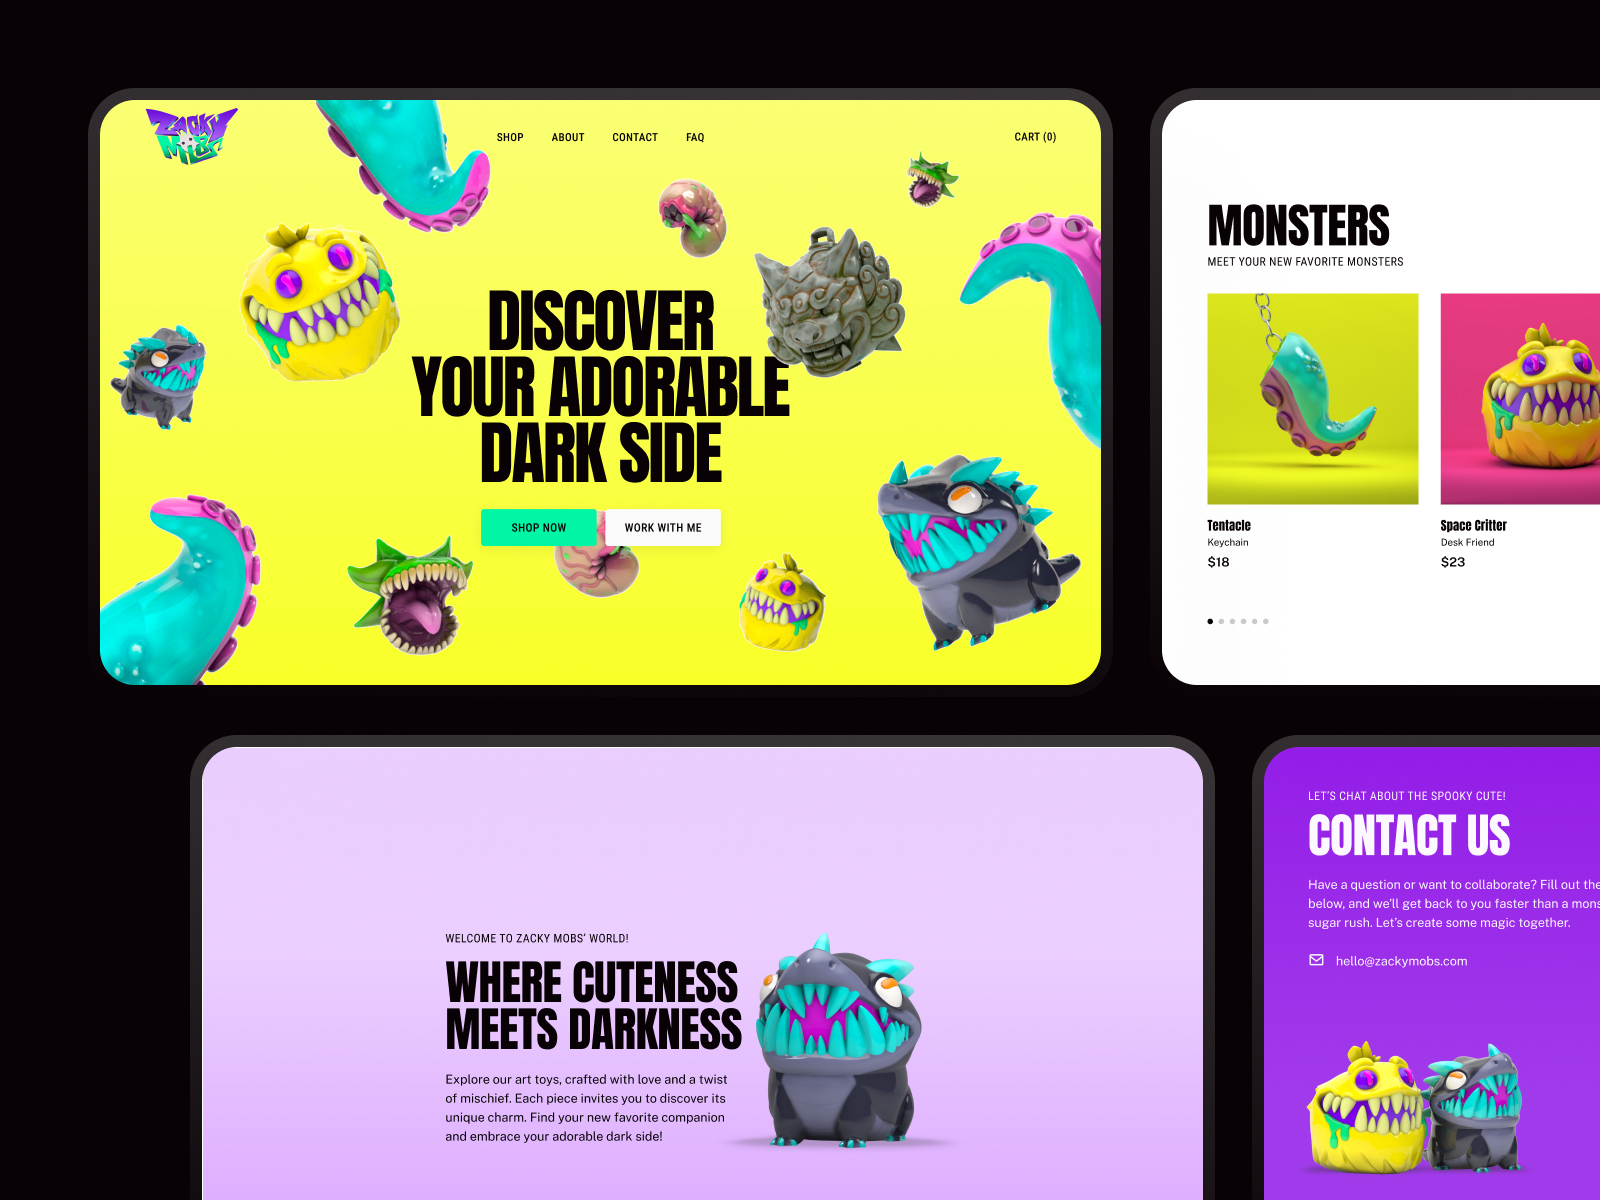 ZACKY
MOBS
SHOP
ABOUT
CONTACT
FAQ
CART (0)
DISCOVER
YOUR ADORABLE
DARK SIDE
SHOP NOW
WORK WITH ME
MONSTERS
MEET YOUR NEW FAVORITE MONSTERS
Tentacle
Keychain
$18
Space Critter
Desk Friend
$23
WELCOME TO ZACKY MOBS' WORLD!
WHERE CUTENESS
MEETS DARKNESS
Explore our art toys, crafted with love and a twist
of mischief. Each piece invites you to discover its
unique charm. Find your new favorite companion
and embrace your adorable dark side!
LET'S CHAT ABOUT THE SPOOKY CUTE!
CONTACT US
Have a question or want to collaborate? Fill out the
below, and we'll get back to you faster than a mons
sugar rush. Let's create some magic together.
hello@zackymobs.com